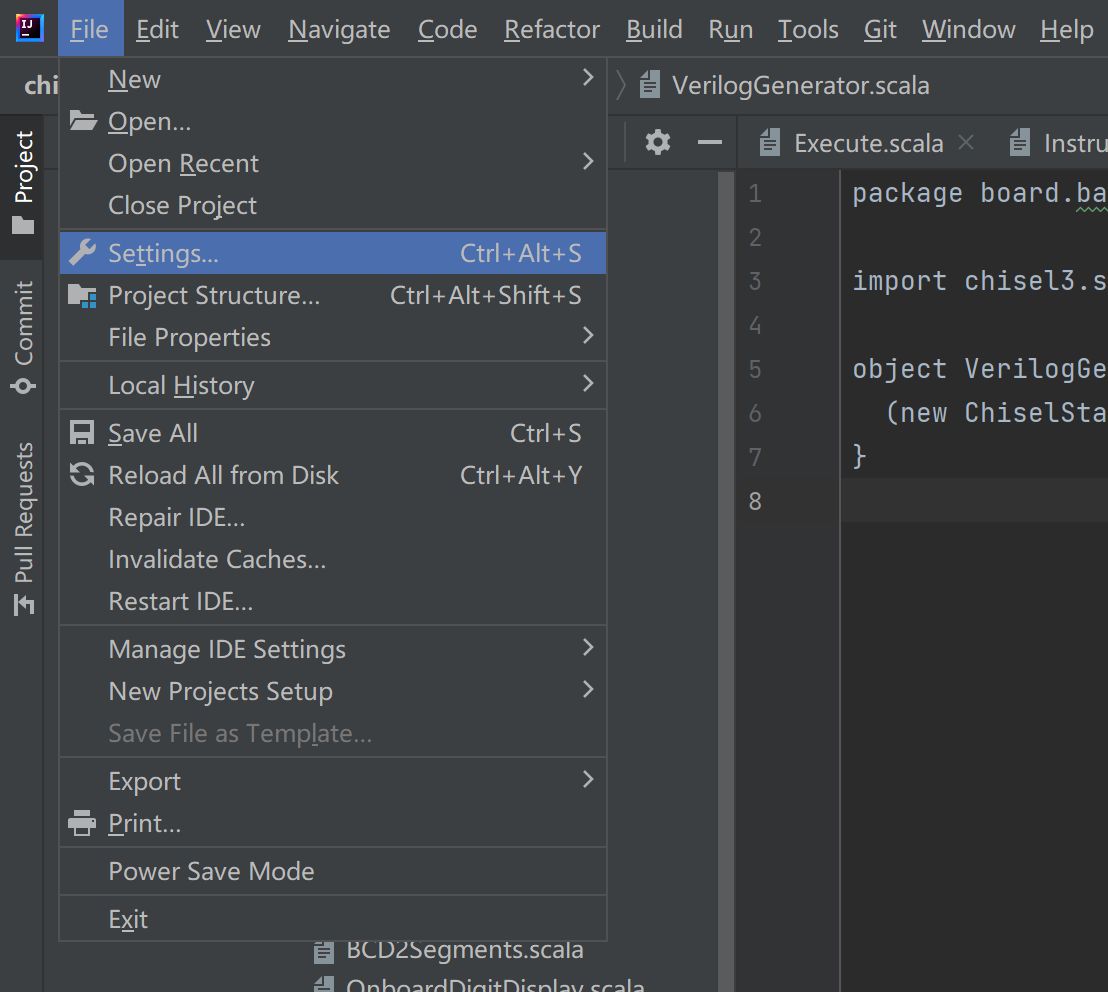 IJ
File Edit View Navigate Code Refactor Build Run Tools Git Window Help
chi
VerilogGenerator.scala
New
Open...
Open Recent
Close Project
Settings... Ctrl+Alt+S
Project Structure... Ctrl+Alt+Shift+S
File Properties
Local History
Save All Ctrl+S
Reload All from Disk Ctrl+Alt+Y
Repair IDE...
Invalidate Caches...
Restart IDE...
Manage IDE Settings
New Projects Setup
Save File as Template...
Export
Print...
Power Save Mode
Exit
Project
Commit
Pull Requests
BCD2Segments.scala
OnboardDigitDisplay.scala
Execute.scala
Instru
1 package board.ba
2
3 import chisel3.s
4
5 object VerilogGe
6 (new ChiselSta
7 }
8